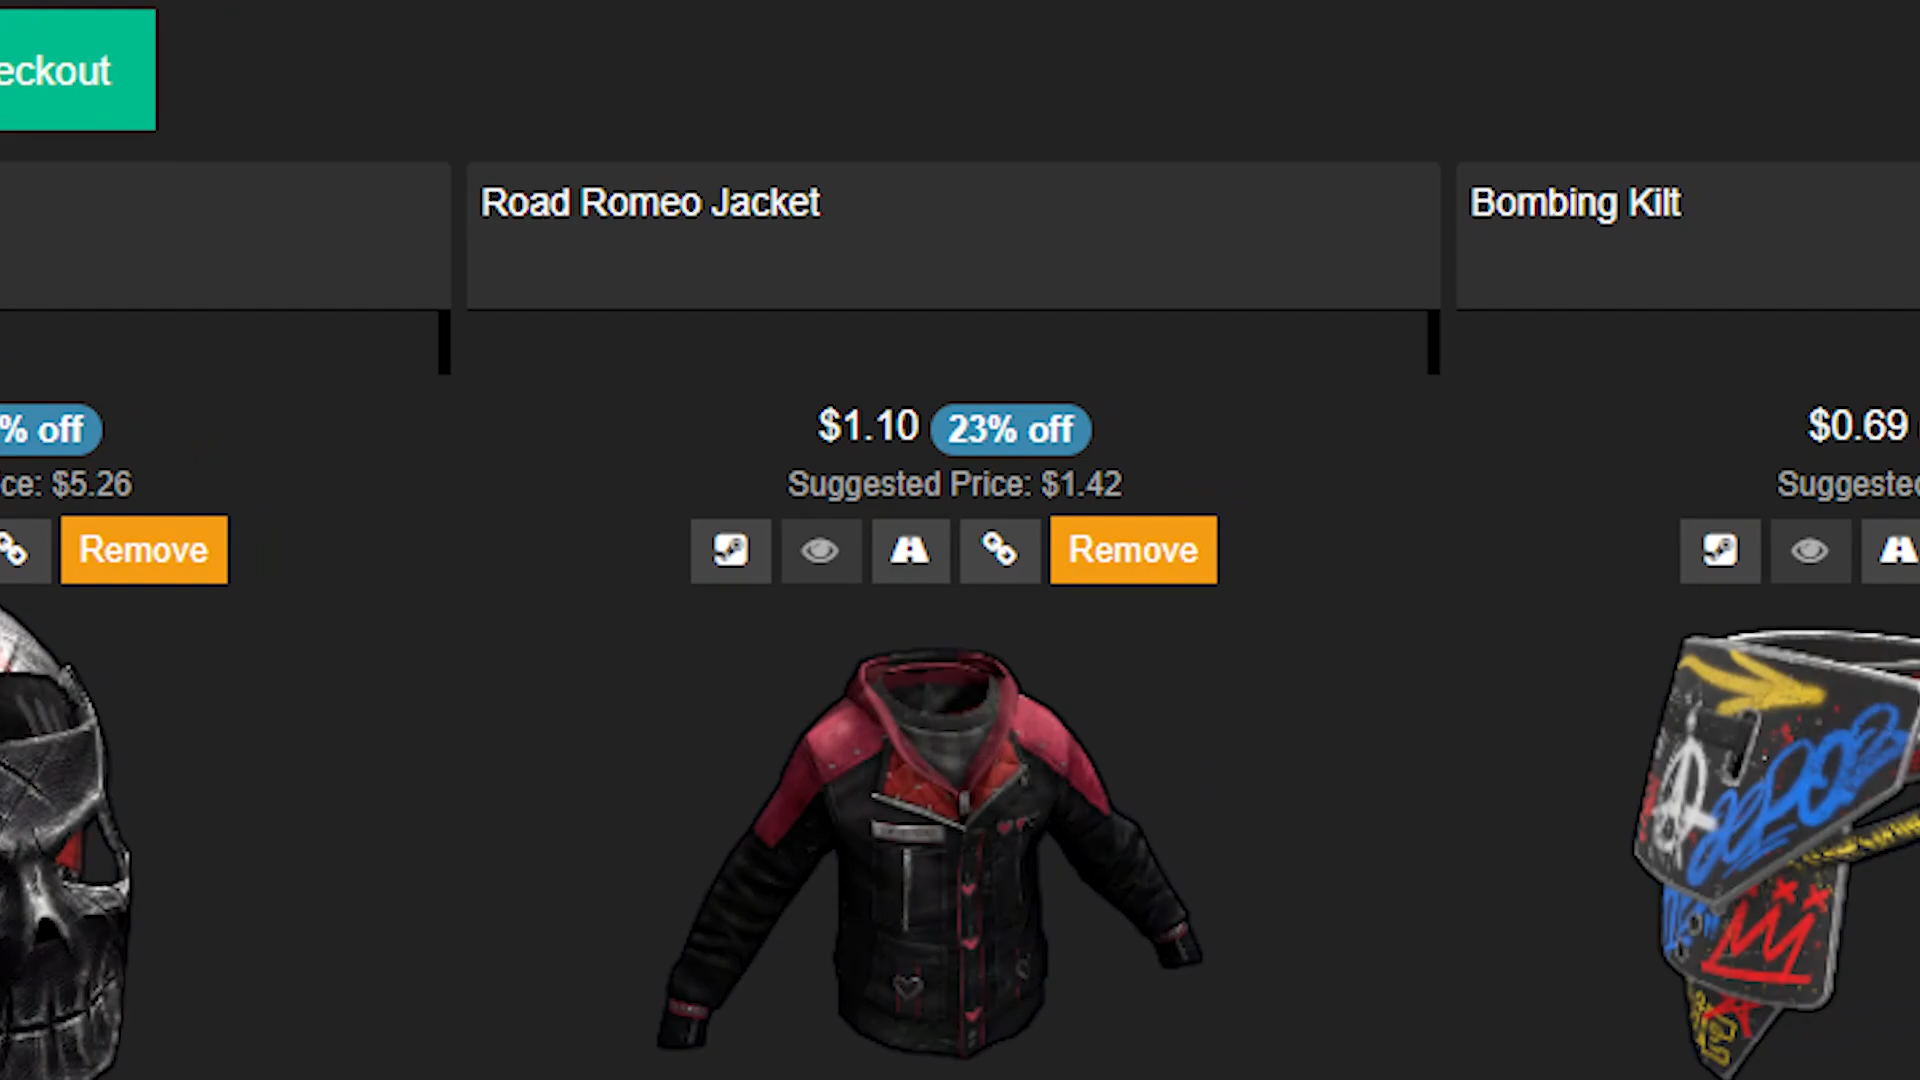 eckout
Road Romeo Jacket
Bombing Kilt
% off
$1.10 23% off
$0.69
ce: $5.26
Suggested Price: $1.42
Suggested
Remove
Remove